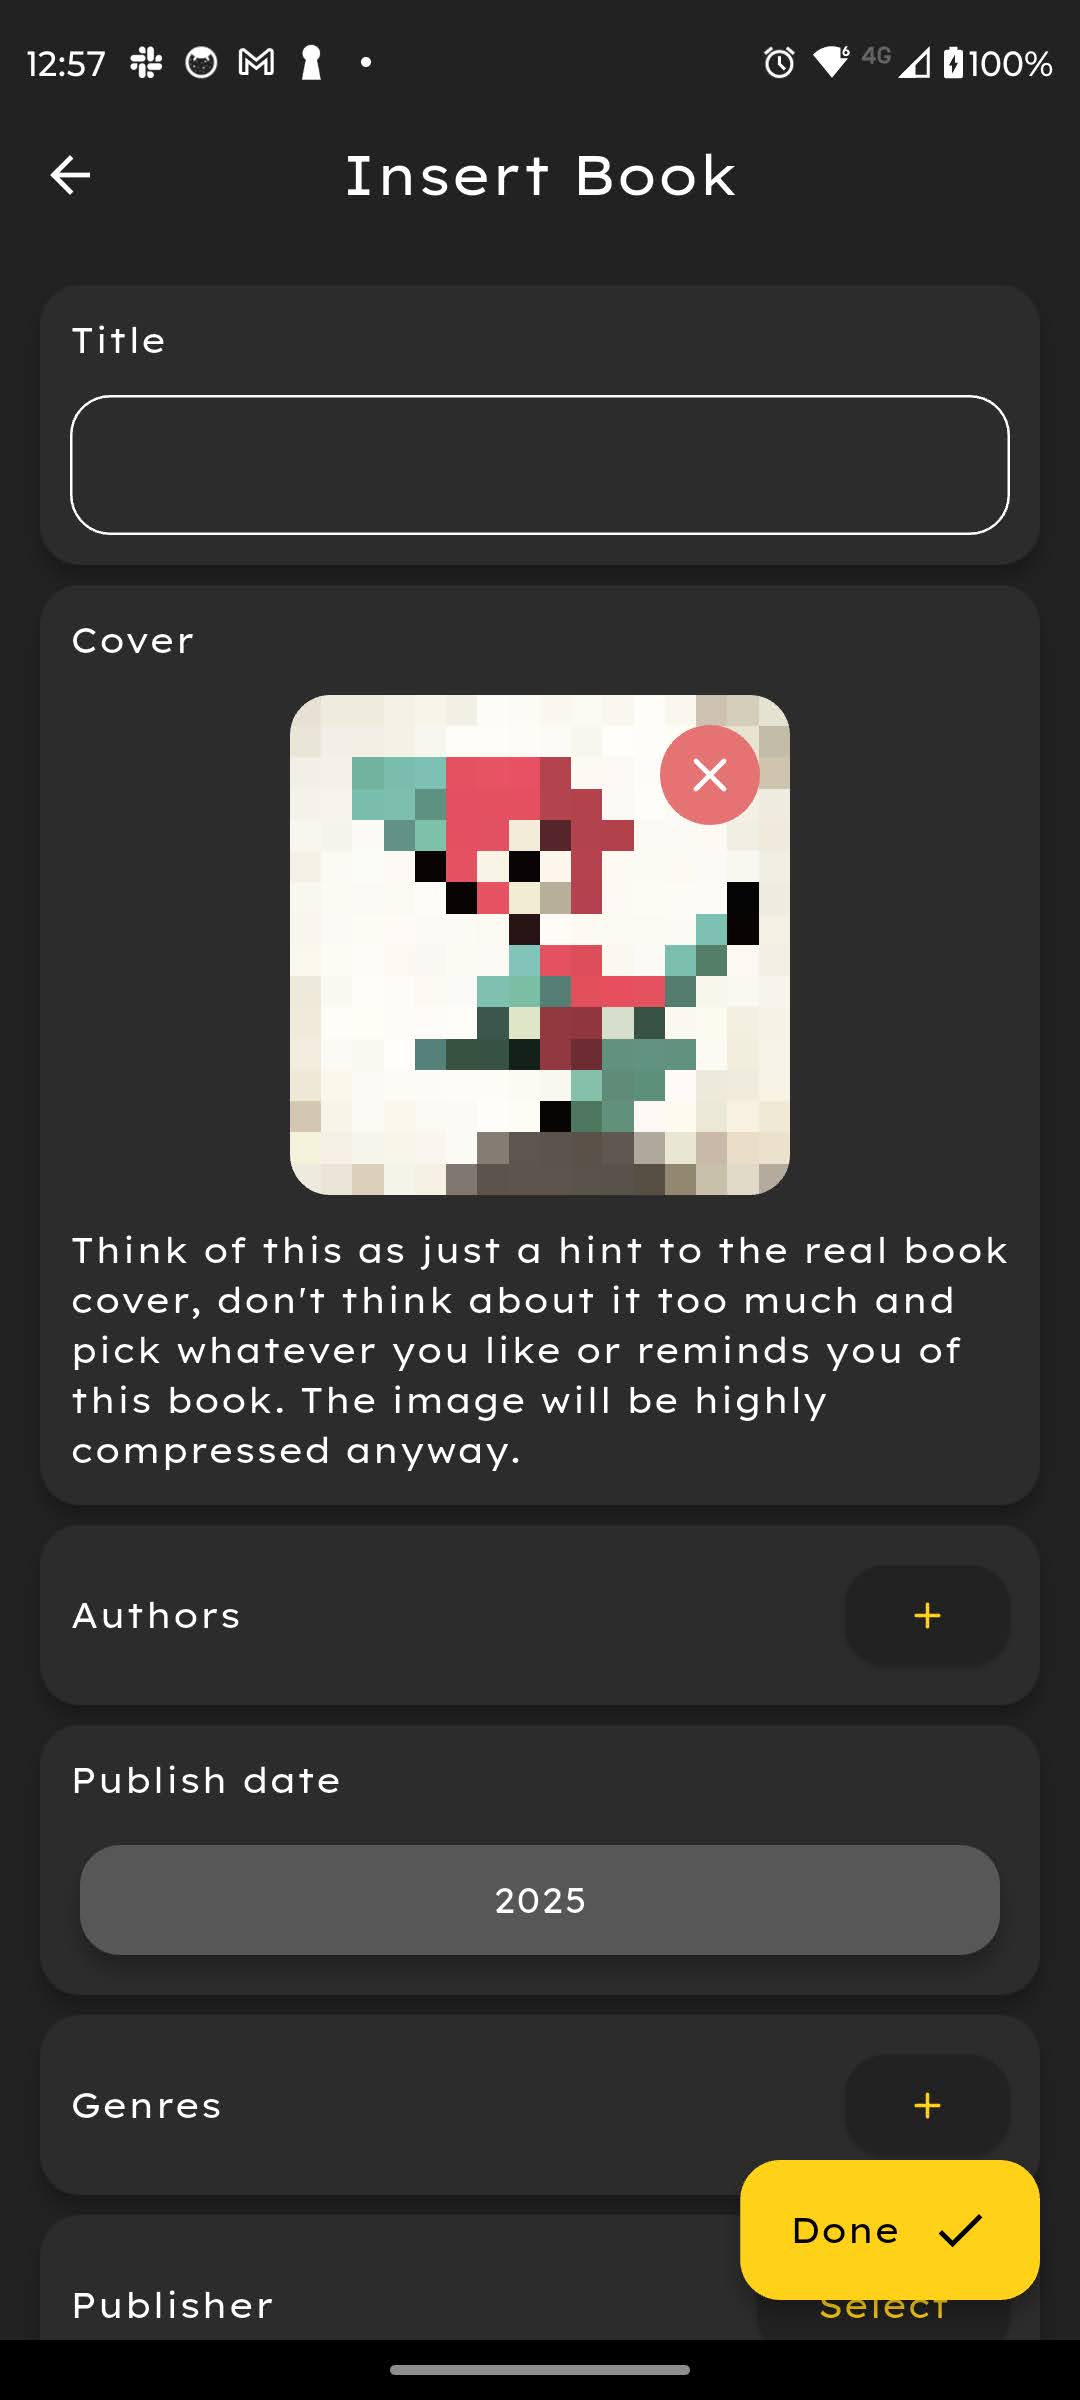 12:57
6 4G 100%
Insert Book
Title
Cover
Think of this as just a hint to the real book
cover, don't think about it too much and
pick whatever you like or reminds you of
this book. The image will be highly
compressed anyway.
Authors
+
Publish date
2025
Genres
+
Done
Publisher
Select